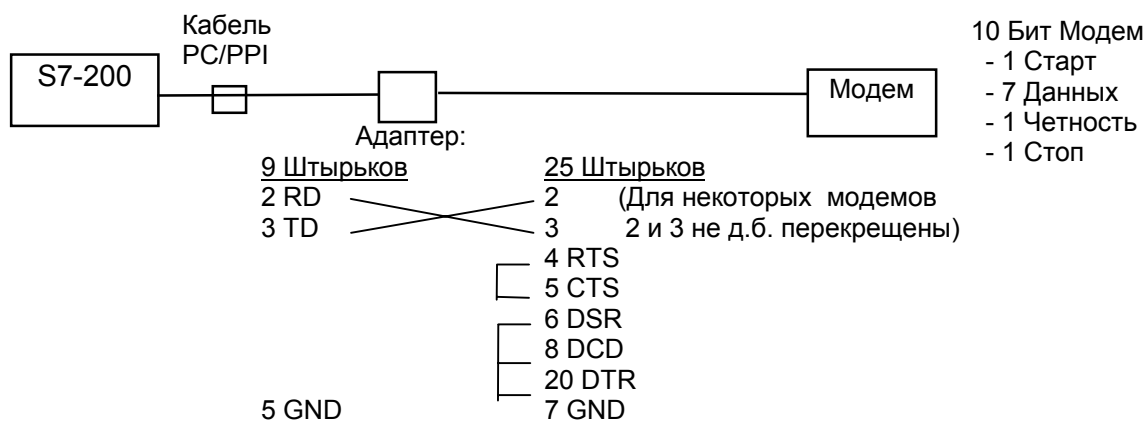 Кабель
PC/PPI
S7-200
Модем
10 Бит Модем
- 1 Старт
- 7 Данных
- 1 Четность
- 1 Стоп
Адаптер:
9 Штырьков 25 Штырьков
2 RD 2 (Для некоторых модемов
3 TD 3 2 и 3 не д.б. перекрещены)
4 RTS
5 CTS
6 DSR
8 DCD
20 DTR
5 GND 7 GND